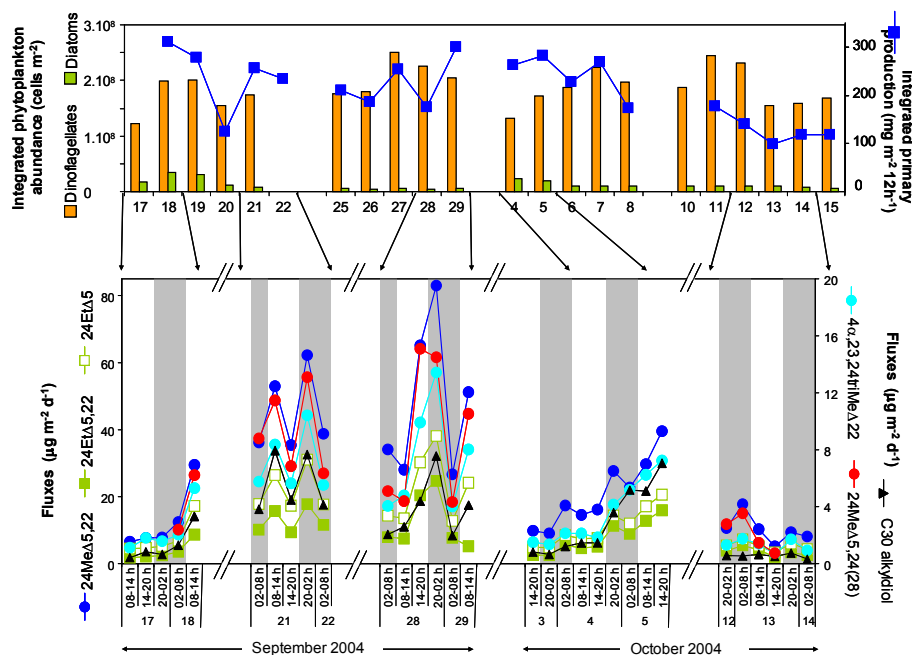 Integrated phytoplankton
abundance (cells m-2)
Dinoflagellates
Diatoms
3.10⁸
2.10⁸
1.10⁸
0
300
200
100
0
Integrated primary
production (mg m-2 12h-1)
17 18 19 20 21 22 25 26 27 28 29 4 5 6 7 8 10 11 12 13 14 15
Fluxes (µg m-2 d-1)
24MeΔ5,22
24EtΔ5,22
24EtΔ5
80
60
40
20
0
20
16
12
8
4
0
Fluxes (µg m-2 d-1)
4α,23,24triMeΔ22
24MeΔ5,24(28)
C30 alkyldiol
08-14 h 14-20 h 20-02 h 02-08 h 08-14 h
02-08 h 08-14 h 14-20 h 20-02 h 02-08 h
02-08 h 08-14 h 14-20 h 20-02 h 02-08 h 08-14 h
14-20 h 20-02 h 02-08 h 08-14 h 14-20 h 20-02 h 02-08 h 08-14 h 14-20 h
20-02 h 02-08 h 08-14 h 14-20 h 20-02 h 02-08 h
17 18 21 22 28 29 3 4 5 12 13 14
September 2004 October 2004